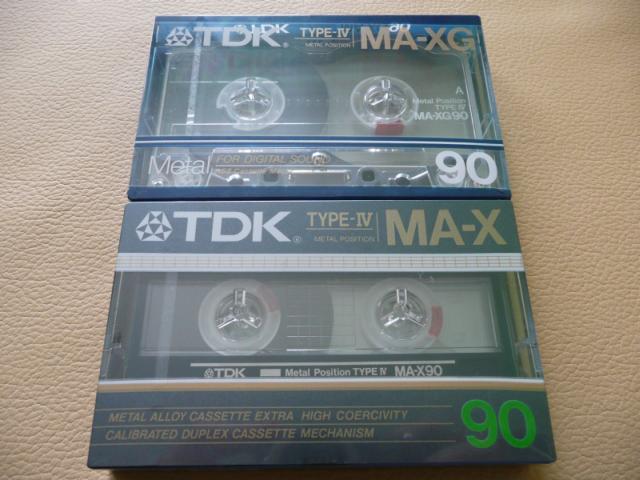 TDK® TYPE-IV METAL POSITION MA-XG
A
Metal Position
TYPE IV
MA-XG90
Metal FOR DIGITAL SOUND 90
TDK® TYPE-IV METAL POSITION MA-X
TDK Metal Position TYPE IV MA-X90
METAL ALLOY CASSETTE EXTRA HIGH COERCIVITY
CALIBRATED DUPLEX CASSETTE MECHANISM
90